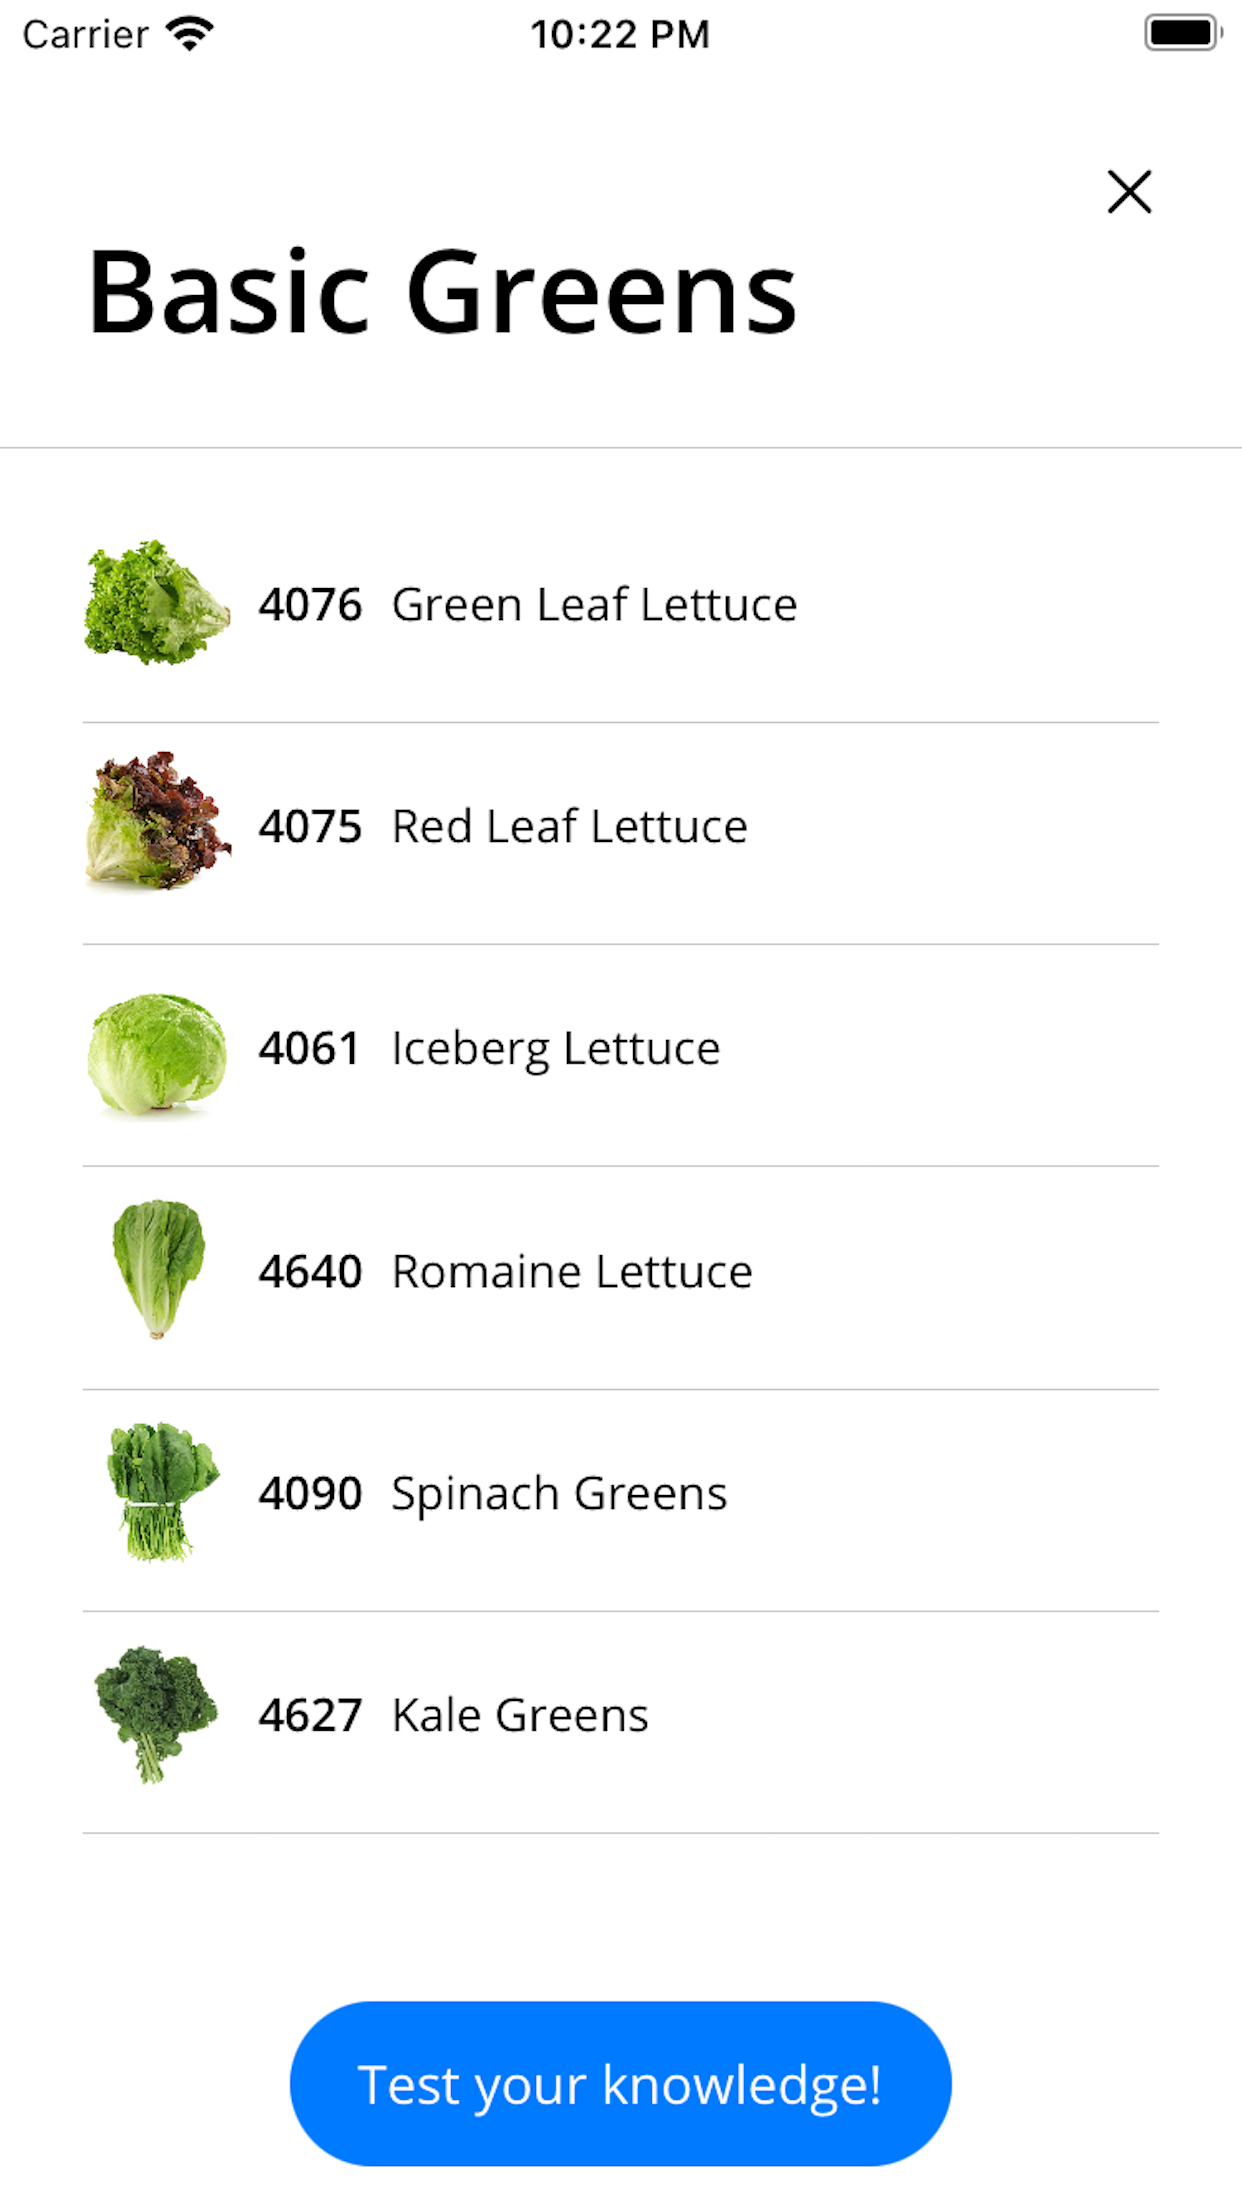 Carrier 10:22 PM
Basic Greens
4076 Green Leaf Lettuce
4075 Red Leaf Lettuce
4061 Iceberg Lettuce
4640 Romaine Lettuce
4090 Spinach Greens
4627 Kale Greens
Test your knowledge!